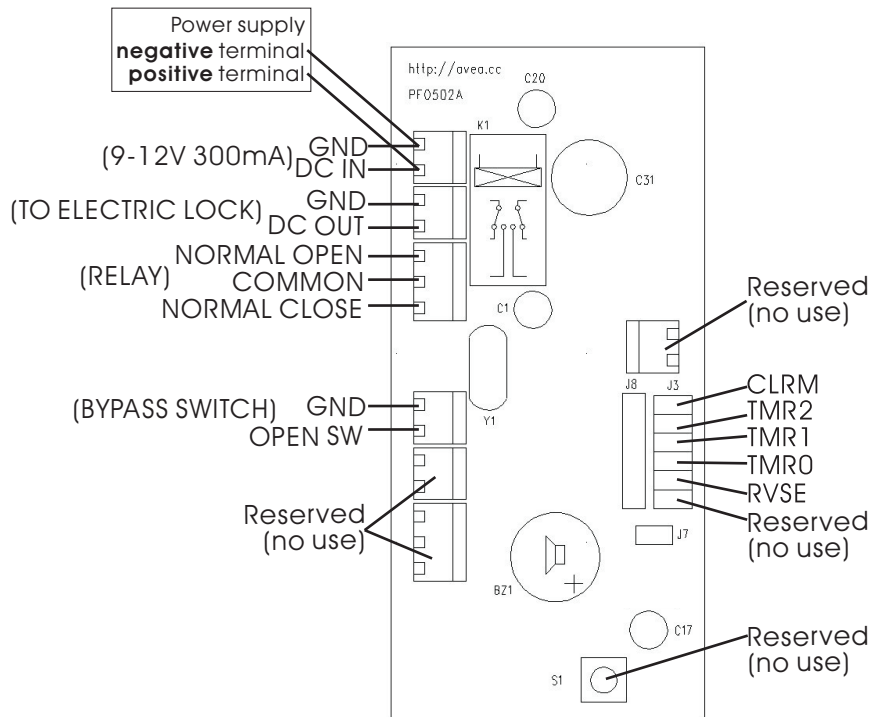 Power supply
negative terminal
positive terminal
http://avea.cc
PF0502A
C20
K1
(9-12V 300mA) GND
DC IN
C31
(TO ELECTRIC LOCK) GND
DC OUT
NORMAL OPEN
(RELAY) COMMON
NORMAL CLOSE
C1
Reserved
(no use)
J8 J3
CLRM
TMR2
TMR1
TMR0
RVSE
Reserved
(no use)
(BYPASS SWITCH) GND
OPEN SW
Y1
Reserved
(no use)
J7
BZ1
C17
Reserved
(no use)
S1